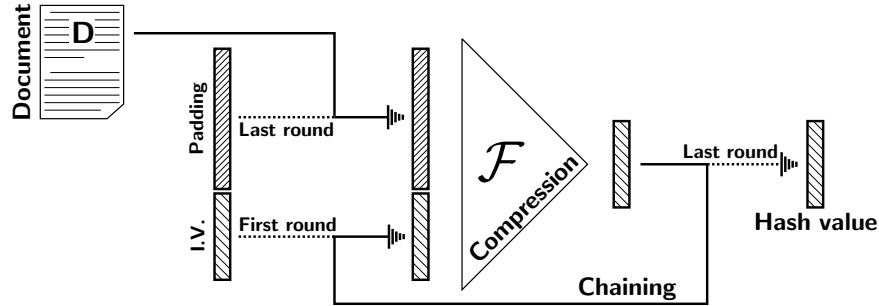 Document
D
Padding
Last round
I.V.
First round
F
Compression
Last round
Hash value
Chaining